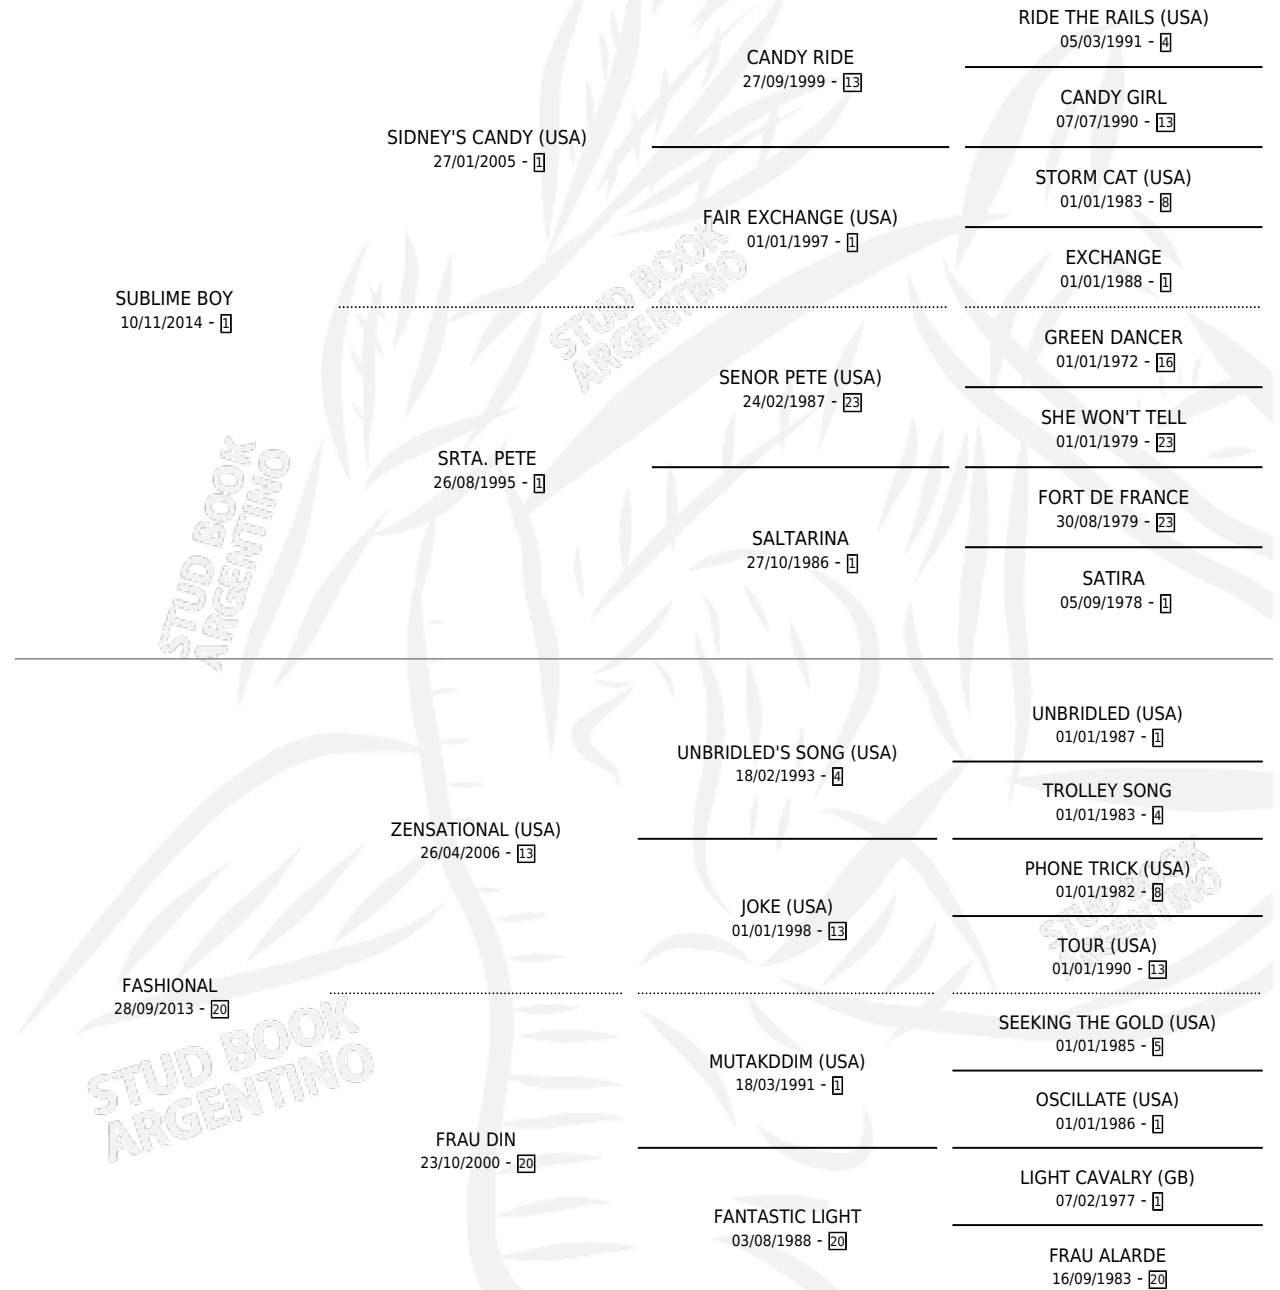 RIDE THE RAILS (USA)
05/03/1991 - 4
CANDY RIDE
27/09/1999 - 13
CANDY GIRL
07/07/1990 - 13
SIDNEY'S CANDY (USA)
27/01/2005 - 1
STORM CAT (USA)
01/01/1983 - 8
FAIR EXCHANGE (USA)
01/01/1997 - 1
EXCHANGE
01/01/1988 - 1
SUBLIME BOY
10/11/2014 - 1
GREEN DANCER
01/01/1972 - 16
SENOR PETE (USA)
24/02/1987 - 23
SHE WON'T TELL
01/01/1979 - 23
SRTA. PETE
26/08/1995 - 1
FORT DE FRANCE
30/08/1979 - 23
SALTARINA
27/10/1986 - 1
SATIRA
05/09/1978 - 1
UNBRIDLED (USA)
01/01/1987 - 1
UNBRIDLED'S SONG (USA)
18/02/1993 - 4
TROLLEY SONG
01/01/1983 - 4
ZENSATIONAL (USA)
26/04/2006 - 13
PHONE TRICK (USA)
01/01/1982 - 8
JOKE (USA)
01/01/1998 - 13
TOUR (USA)
01/01/1990 - 13
FASHIONAL
28/09/2013 - 20
SEEKING THE GOLD (USA)
01/01/1985 - 5
MUTAKDDIM (USA)
18/03/1991 - 1
OSCILLATE (USA)
01/01/1986 - 1
FRAU DIN
23/10/2000 - 20
LIGHT CAVALRY (GB)
07/02/1977 - 1
FANTASTIC LIGHT
03/08/1988 - 20
FRAU ALARDE
16/09/1983 - 20
STUD BOOK
ARGENTINO
STUD BOOK
ARGENTINO
STUD BOOK
ARGENTINO
STUD BOOK
ARGENTINO